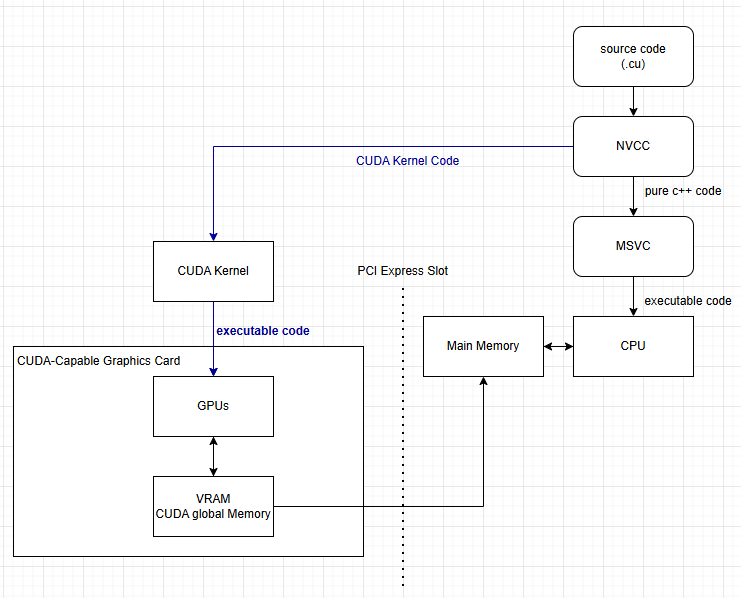 source code
(.cu)
NVCC
CUDA Kernel Code
pure c++ code
MSVC
CUDA Kernel
PCI Express Slot
executable code
executable code
Main Memory
CPU
CUDA-Capable Graphics Card
GPUs
VRAM
CUDA global Memory